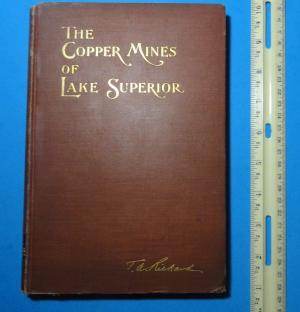 The
Copper Mines
of
Lake Superior
T. A. Rickard